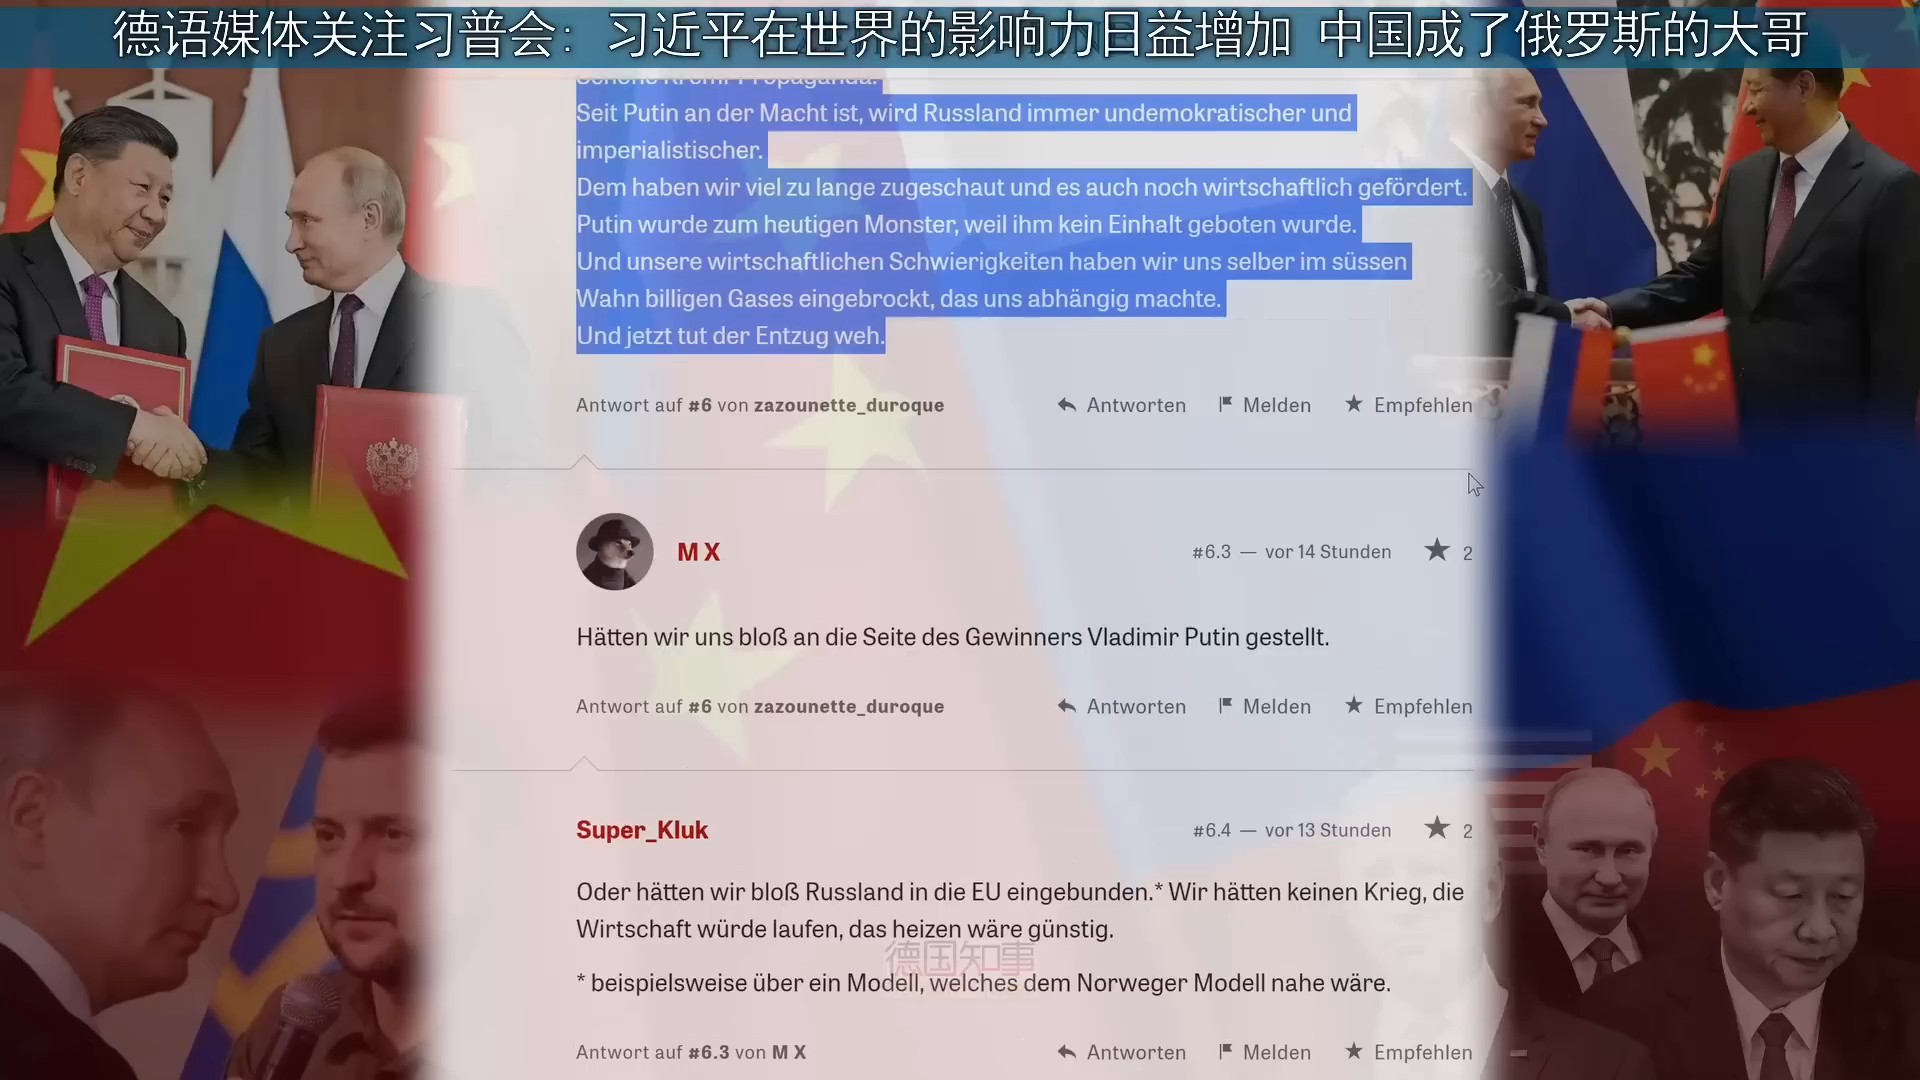 德语媒体关注习普会：习近平在世界的影响力日益增加 中国成了俄罗斯的大哥
Seit Putin an der Macht ist, wird Russland immer undemokratischer und
imperialistischer.
Dem haben wir viel zu lange zugeschaut und es auch noch wirtschaftlich gefördert.
Putin wurde zum heutigen Monster, weil ihm kein Einhalt geboten wurde.
Und unsere wirtschaftlichen Schwierigkeiten haben wir uns selber im süssen
Wahn billigen Gases eingebrockt, das uns abhängig machte.
Und jetzt tut der Entzug weh.
Antwort auf #6 von zazounette_duroque Antworten Melden Empfehlen
M X #6.3 — vor 14 Stunden ★ 2
Hätten wir uns bloß an die Seite des Gewinners Vladimir Putin gestellt.
Antwort auf #6 von zazounette_duroque Antworten Melden Empfehlen
Super_Kluk #6.4 — vor 13 Stunden ★ 2
Oder hätten wir bloß Russland in die EU eingebunden.* Wir hätten keinen Krieg, die
Wirtschaft würde laufen, das heizen wäre günstig.
德国知事
* beispielsweise über ein Modell, welches dem Norweger Modell nahe wäre.
Antwort auf #6.3 von M X Antworten Melden Empfehlen